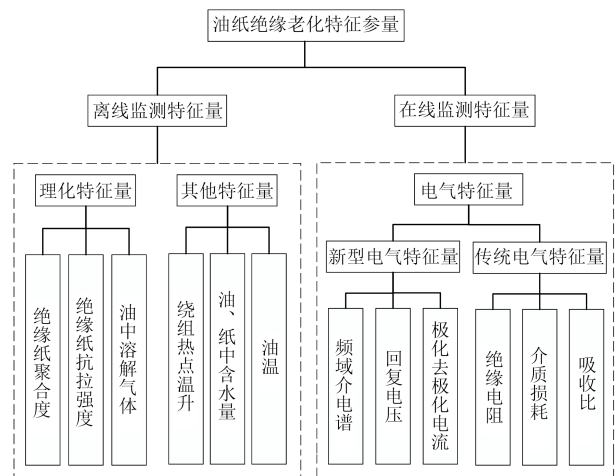 油纸绝缘老化特征参量
离线监测特征量
在线监测特征量
理化特征量
其他特征量
电气特征量
新型电气特征量
传统电气特征量
绝缘纸聚合度
绝缘纸抗拉强度
油中溶解气体
绕组热点温升
油、纸中含水量
油温
频域介电谱
回复电压
极化去极化电流
绝缘电阻
介质损耗
吸收比